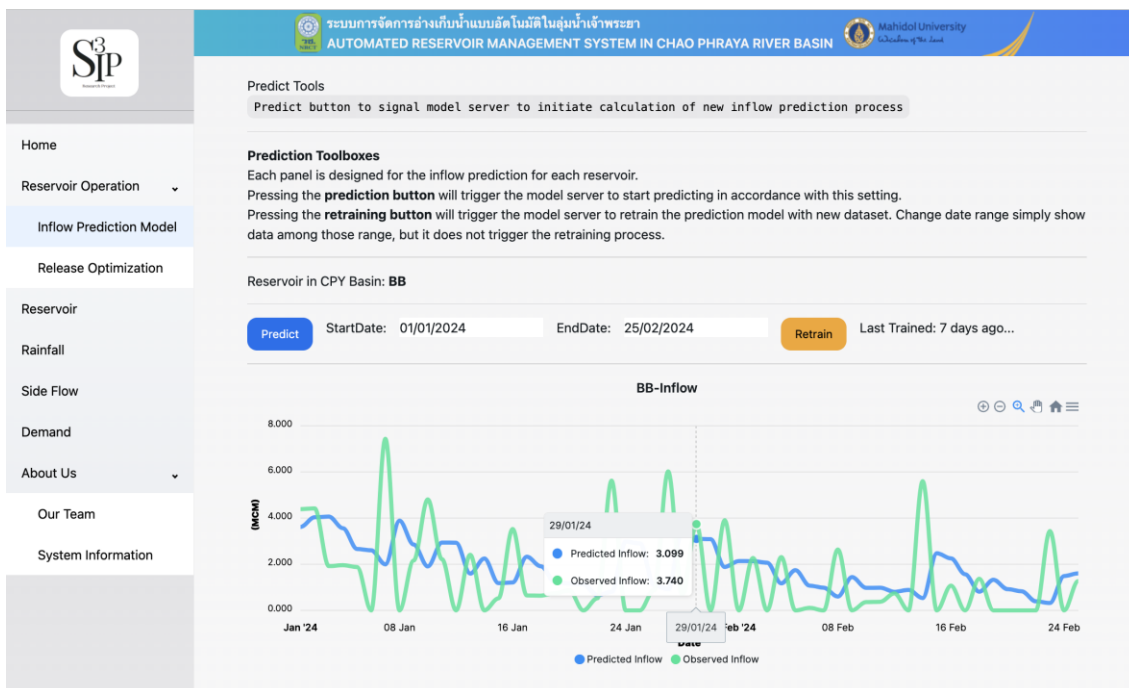 S³IP
Research Project
ระบบการจัดการอ่างเก็บน้ำแบบอัตโนมัติในลุ่มน้ำเจ้าพระยา
AUTOMATED RESERVOIR MANAGEMENT SYSTEM IN CHAO PHRAYA RIVER BASIN
วช.
NRCT
Mahidol University
Wisdom of the Land
Home
Reservoir Operation
Inflow Prediction Model
Release Optimization
Reservoir
Rainfall
Side Flow
Demand
About Us
Our Team
System Information
Predict Tools
Predict button to signal model server to initiate calculation of new inflow prediction process
Prediction Toolboxes
Each panel is designed for the inflow prediction for each reservoir.
Pressing the prediction button will trigger the model server to start predicting in accordance with this setting.
Pressing the retraining button will trigger the model server to retrain the prediction model with new dataset. Change date range simply show
data among those range, but it does not trigger the retraining process.
Reservoir in CPY Basin: BB
Predict StartDate: 01/01/2024 EndDate: 25/02/2024 Retrain Last Trained: 7 days ago...
BB-Inflow
8.000
6.000
4.000
2.000
0.000
(MCM)
29/01/24
Predicted Inflow: 3.099
Observed Inflow: 3.740
Jan '24 08 Jan 16 Jan 24 Jan 29/01/24 Feb '24 08 Feb 16 Feb 24 Feb
Date
Predicted Inflow Observed Inflow